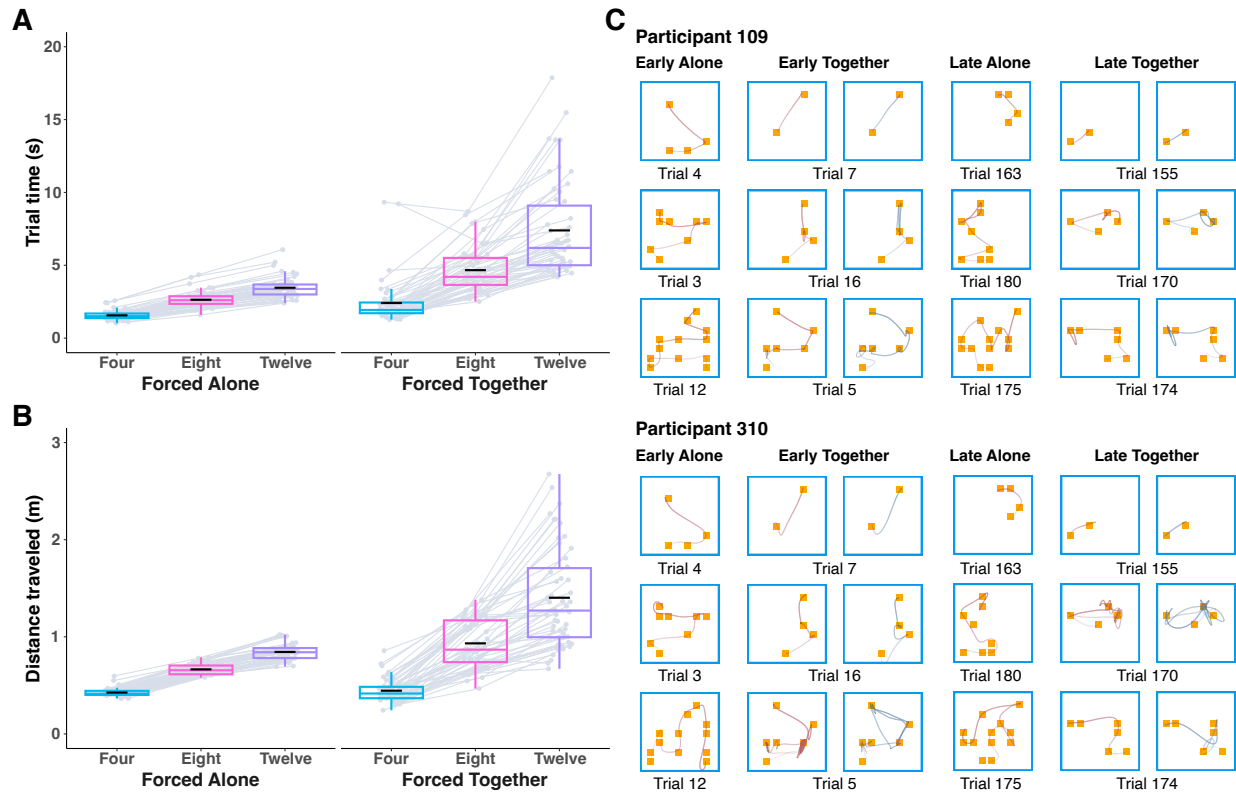 A
20
15
10
5
0
Trial time (s)
Four Eight Twelve Four Eight Twelve
Forced Alone Forced Together
B
3
2
1
0
Distance traveled (m)
Four Eight Twelve Four Eight Twelve
Forced Alone Forced Together
C
Participant 109
Early Alone Early Together Late Alone Late Together
Trial 4 Trial 7 Trial 163 Trial 155
Trial 3 Trial 16 Trial 180 Trial 170
Trial 12 Trial 5 Trial 175 Trial 174
Participant 310
Early Alone Early Together Late Alone Late Together
Trial 4 Trial 7 Trial 163 Trial 155
Trial 3 Trial 16 Trial 180 Trial 170
Trial 12 Trial 5 Trial 175 Trial 174